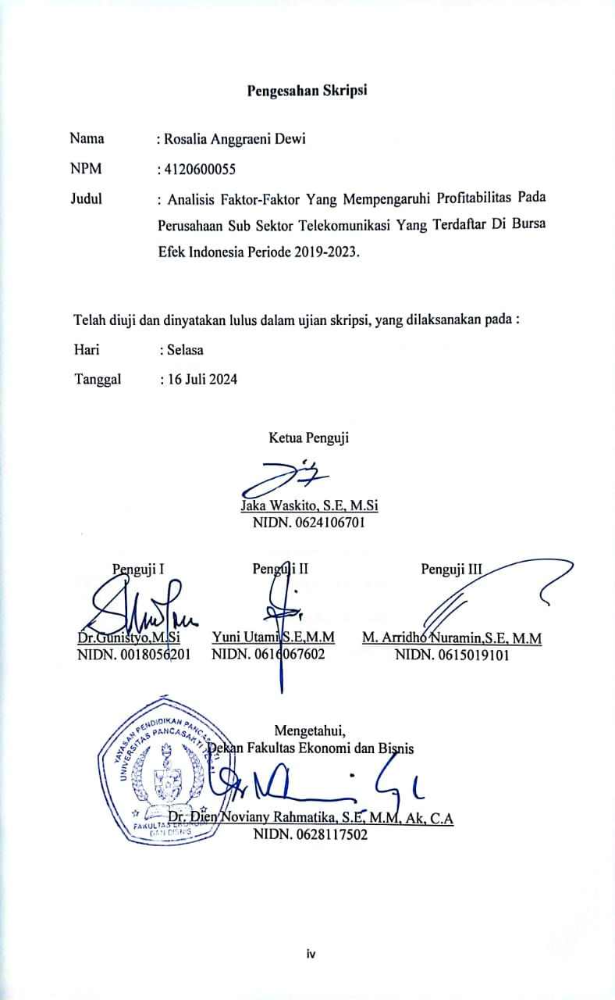 Pengesahan Skripsi
Nama : Rosalia Anggraeni Dewi
NPM : 4120600055
Judul : Analisis Faktor-Faktor Yang Mempengaruhi Profitabilitas Pada
Perusahaan Sub Sektor Telekomunikasi Yang Terdaftar Di Bursa
Efek Indonesia Periode 2019-2023.
Telah diuji dan dinyatakan lulus dalam ujian skripsi, yang dilaksanakan pada :
Hari : Selasa
Tanggal : 16 Juli 2024
Ketua Penguji
Jaka Waskito, S.E, M.Si
NIDN. 0624106701
Penguji I Penguji II Penguji III
Dr.Gunistyo,M.Si Yuni Utami,S.E,M.M M. Arridho Nuramin,S.E, M.M
NIDN. 0018056201 NIDN. 0616067602 NIDN. 0615019101
Mengetahui,
Dekan Fakultas Ekonomi dan Bisnis
YAYASAN PENDIDIKAN PANCASAKTI
UNIVERSITAS PANCASAKTI TEGAL
FAKULTAS EKONOMI
DAN BISNIS
Dr. Dien Noviany Rahmatika, S.E, M.M, Ak, C.A
NIDN. 0628117502
iv